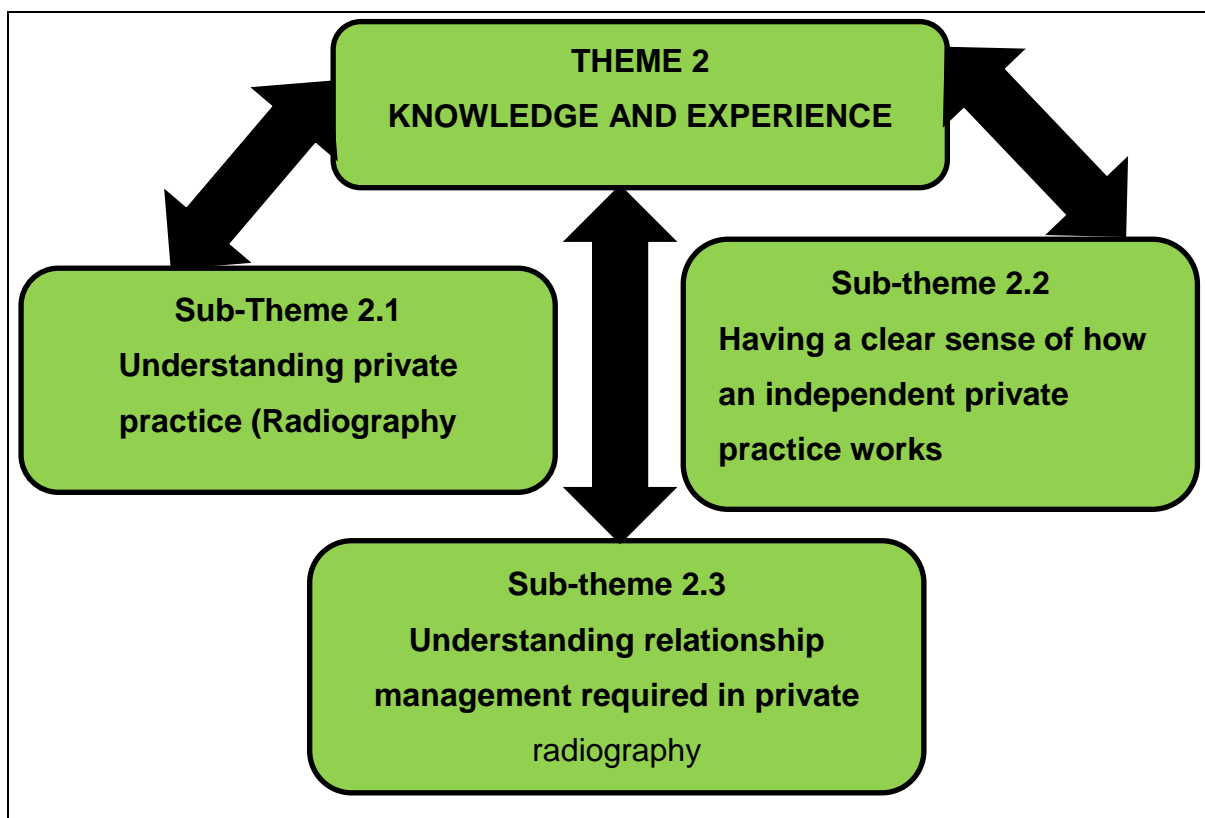 THEME 2
KNOWLEDGE AND EXPERIENCE
Sub-Theme 2.1
Understanding private
practice (Radiography
Sub-theme 2.2
Having a clear sense of how
an independent private
practice works
Sub-theme 2.3
Understanding relationship
management required in private
radiography